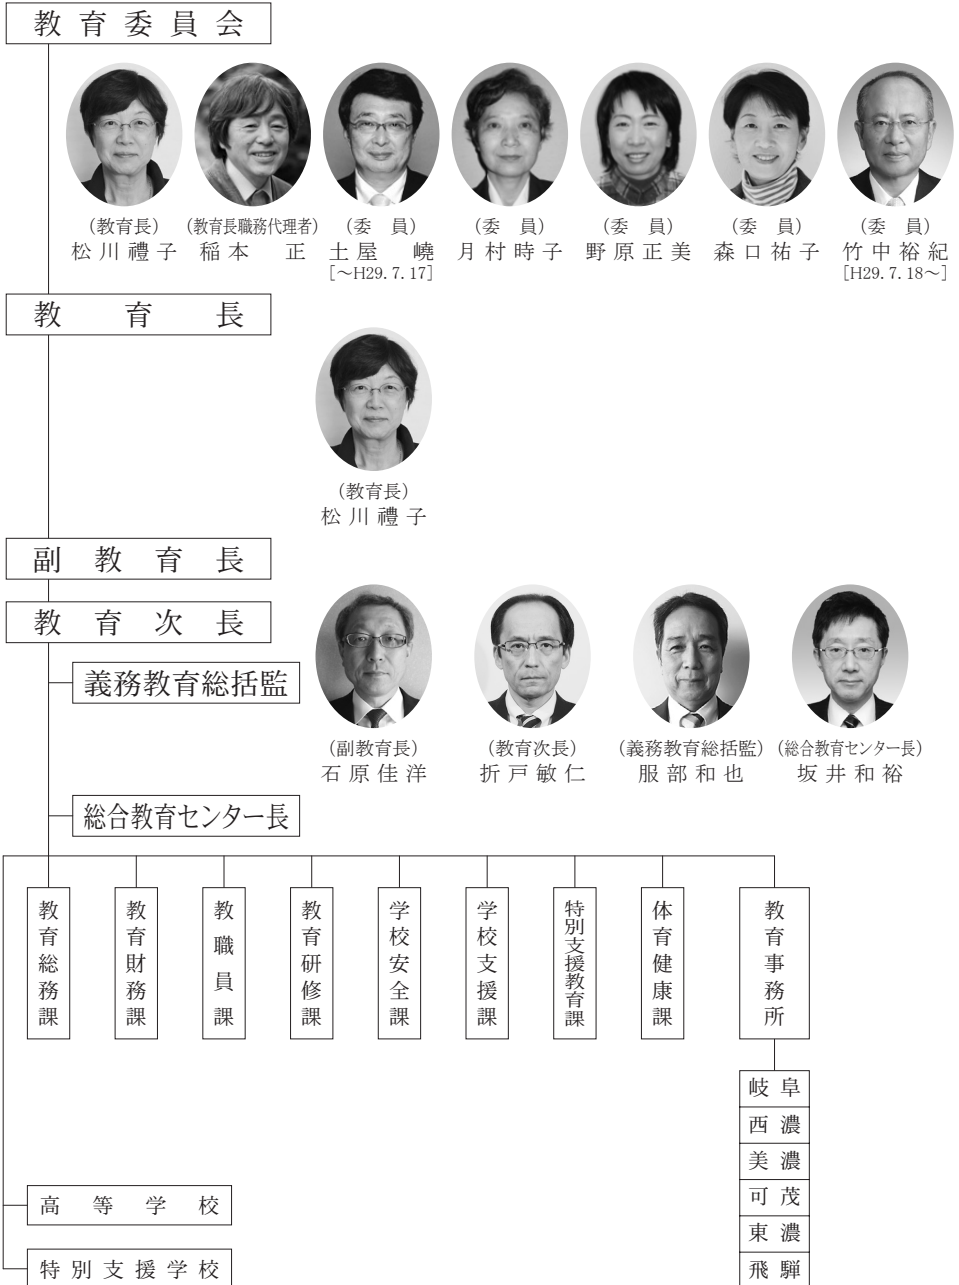 教育委員会
（教育長）
松川禮子
（教育長職務代理者）
稲本　正
（委　員）
土屋　嶢
［～H29.7.17］
（委　員）
月村時子
（委　員）
野原正美
（委　員）
森口祐子
（委　員）
竹中裕紀
［H29.7.18～］
教育長
（教育長）
松川禮子
副教育長
教育次長
義務教育総括監
（副教育長）
石原佳洋
（教育次長）
折戸敏仁
（義務教育総括監）
服部和也
（総合教育センター長）
坂井和裕
総合教育センター長
教育総務課
教育財務課
教職員課
教育研修課
学校安全課
学校支援課
特別支援教育課
体育健康課
教育事務所
岐阜
西濃
美濃
可茂
東濃
飛騨
高等学校
特別支援学校